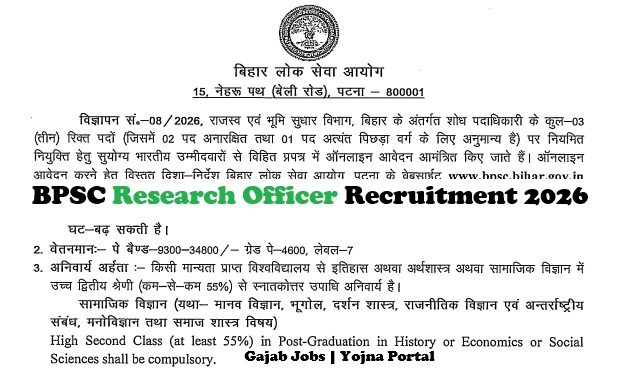 बिहार लोक सेवा आयोग
15, नेहरू पथ (बेली रोड), पटना – 800001
विज्ञापन सं.–08/2026, राजस्व एवं भूमि सुधार विभाग, बिहार के अंतर्गत शोध पदाधिकारी के कुल–03
(तीन) रिक्त पदों (जिसमें 02 पद अनारक्षित तथा 01 पद अत्यंत पिछड़ा वर्ग के लिए अनुमान्य है) पर नियमित
नियुक्ति हेतु सुयोग्य भारतीय उम्मीदवारों से विहित प्रपत्र में ऑनलाइन आवेदन आमंत्रित किए जाते हैं। ऑनलाइन
आवेदन करने हेतु विस्तृत दिशा–निर्देश बिहार लोक सेवा आयोग, पटना के वेबसाईट www.bpsc.bihar.gov.in
BPSC Research Officer Recruitment 2026
घट–बढ़ सकती है।
2. वेतनमानः– पे बैण्ड–9300-34800/– ग्रेड पे–4600, लेवल–7
3. अनिवार्य अर्हता :– किसी मान्यता प्राप्त विश्वविद्यालय से इतिहास अथवा अर्थशास्त्र अथवा सामाजिक विज्ञान में
उच्च द्वितीय श्रेणी (कम–से–कम 55%) से स्नातकोत्तर उपाधि अनिवार्य है।
सामाजिक विज्ञान (यथा– मानव विज्ञान, भूगोल, दर्शन शास्त्र, राजनीतिक विज्ञान एवं अन्तर्राष्ट्रीय
संबंध, मनोविज्ञान तथा समाज शास्त्र विषय)
High Second Class (at least 55%) in Post-Graduation in History or Economics or Social
Sciences shall be compulsory.
Gajab Jobs | Yojna Portal